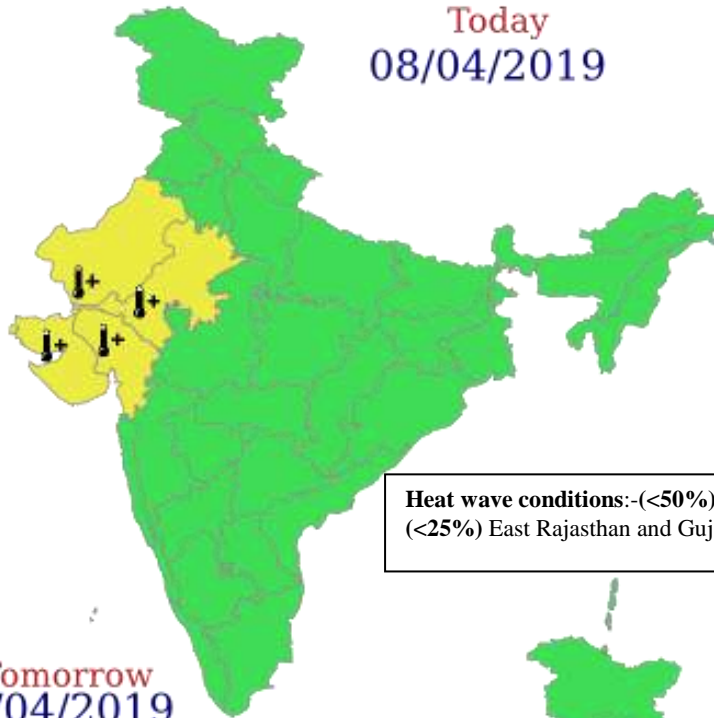 Today
08/04/2019
Heat wave conditions:-(<50%)
(<25%) East Rajasthan and Guj
omorrow
/04/2019